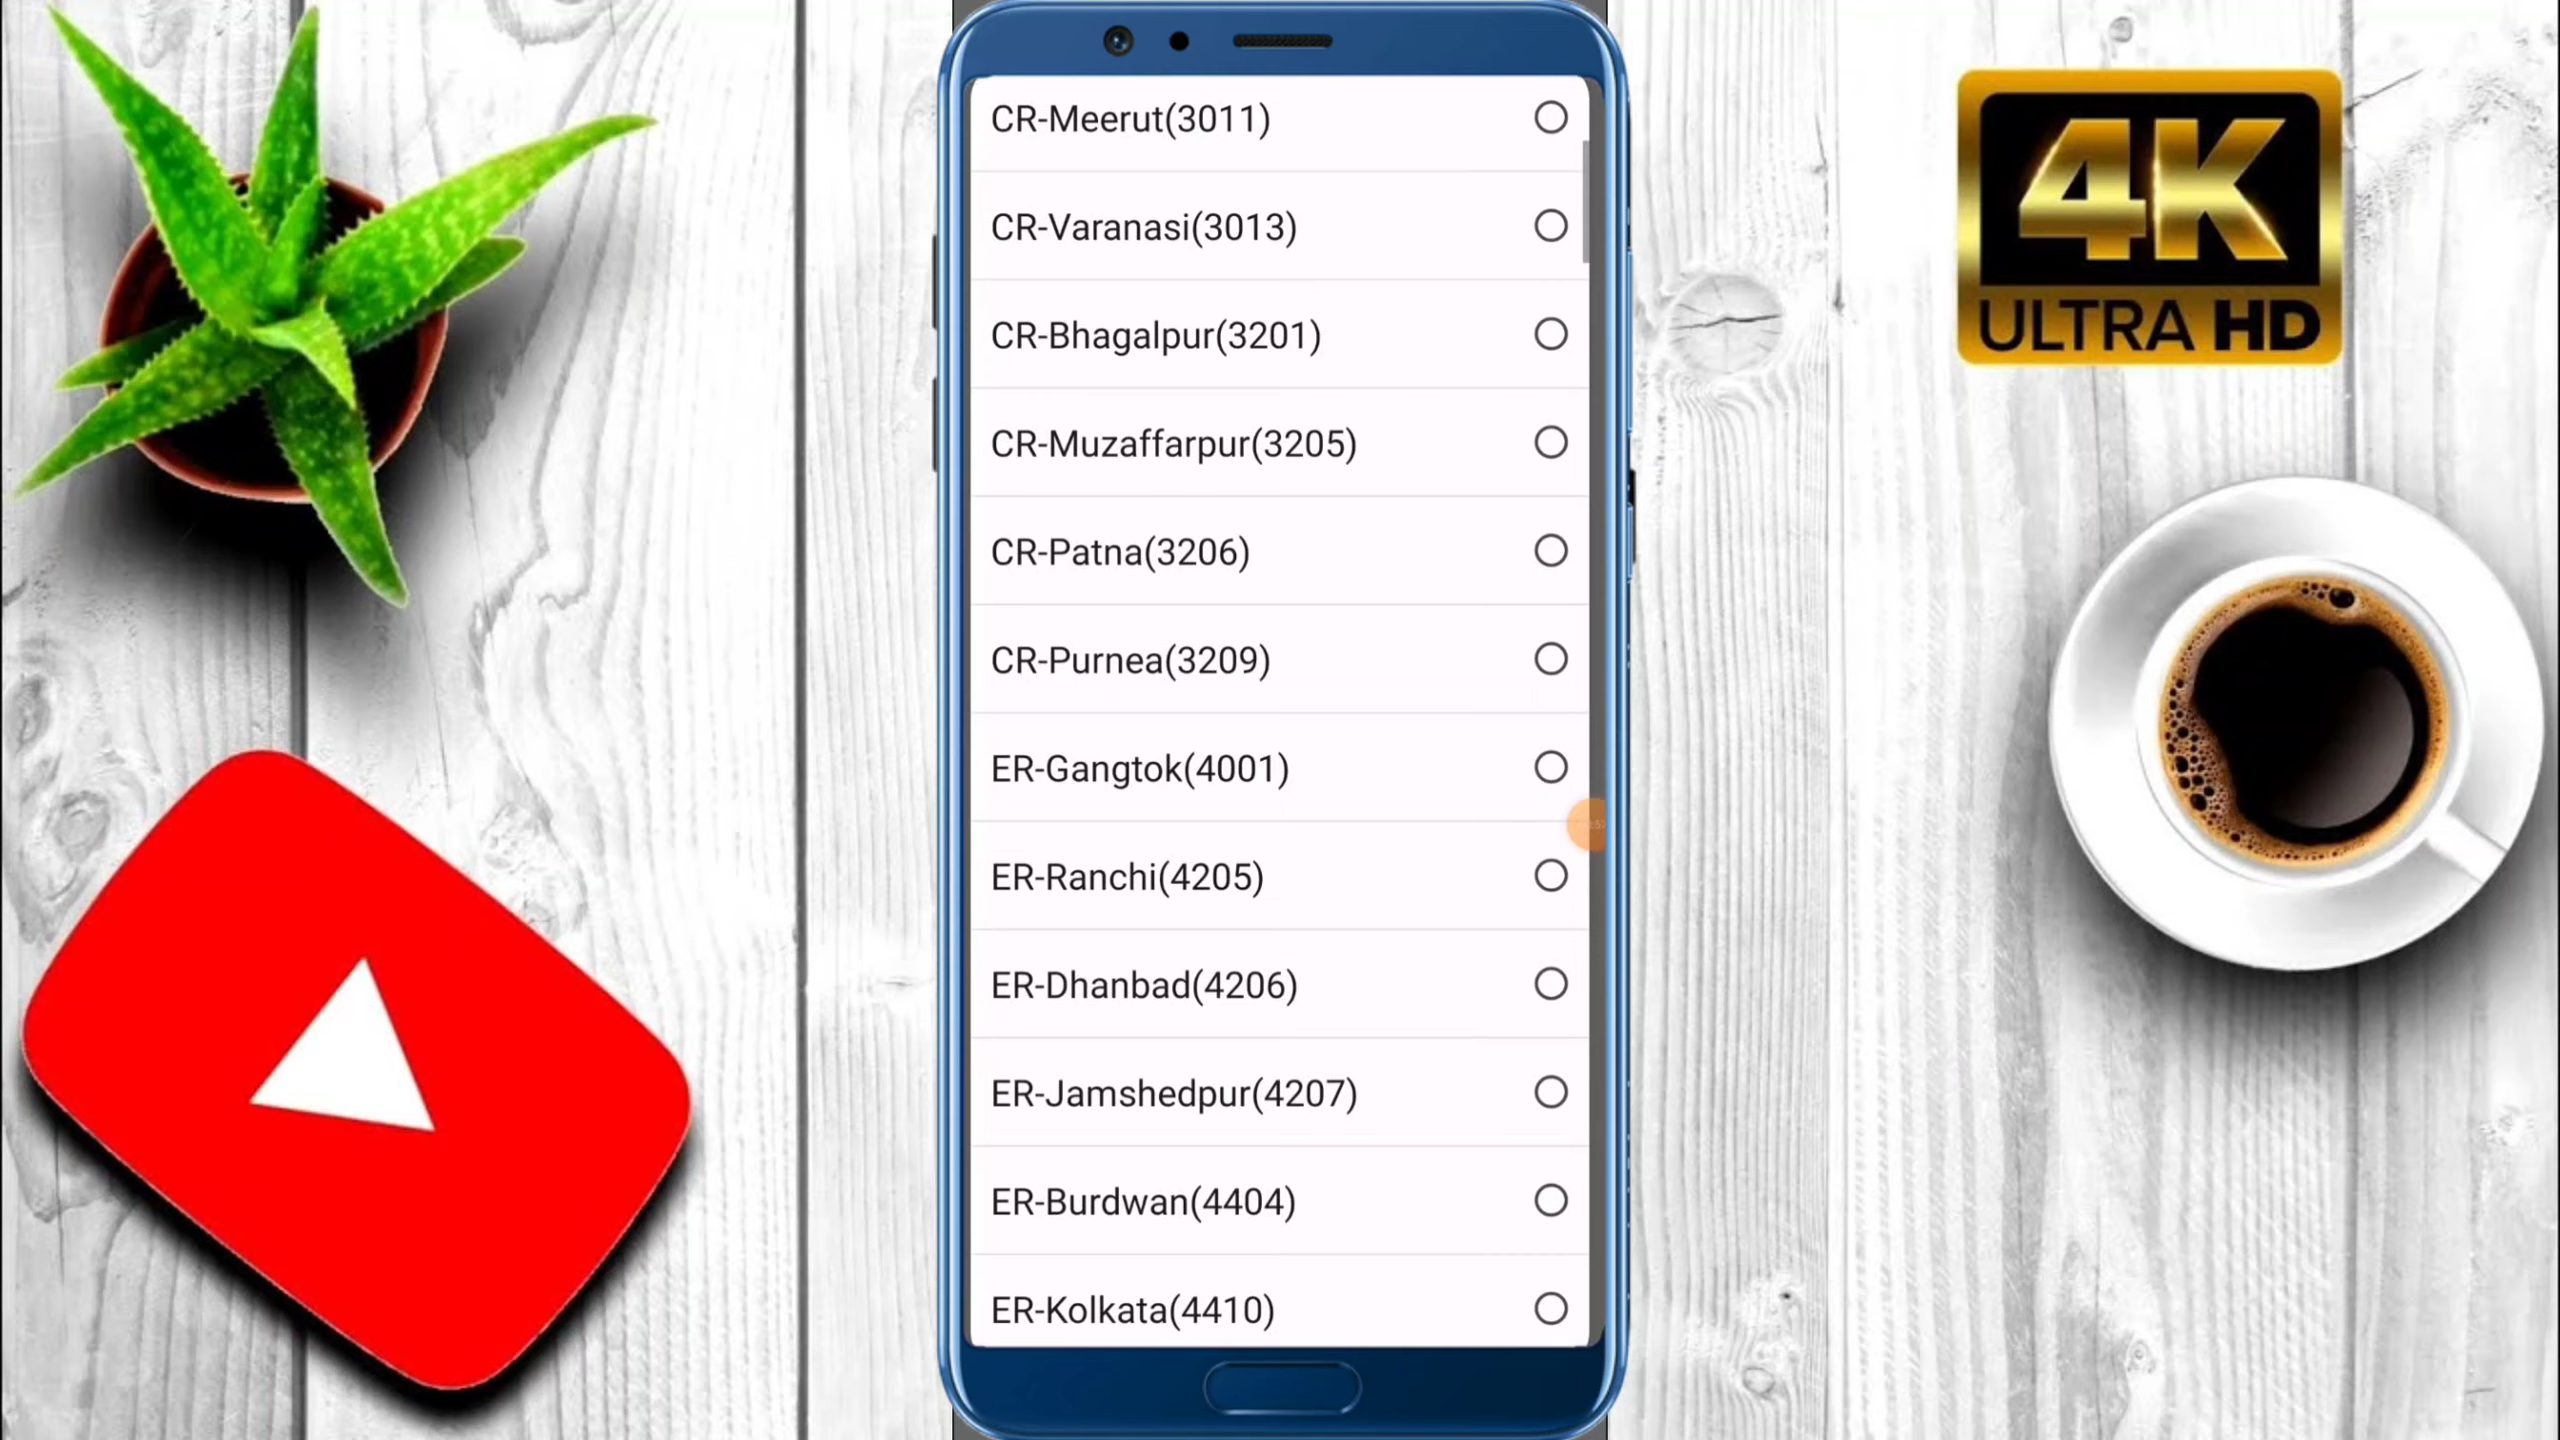 CR-Meerut(3011)
CR-Varanasi(3013)
CR-Bhagalpur(3201)
CR-Muzaffarpur(3205)
CR-Patna(3206)
CR-Purnea(3209)
ER-Gangtok(4001)
ER-Ranchi(4205)
ER-Dhanbad(4206)
ER-Jamshedpur(4207)
ER-Burdwan(4404)
ER-Kolkata(4410)
4K
ULTRA HD